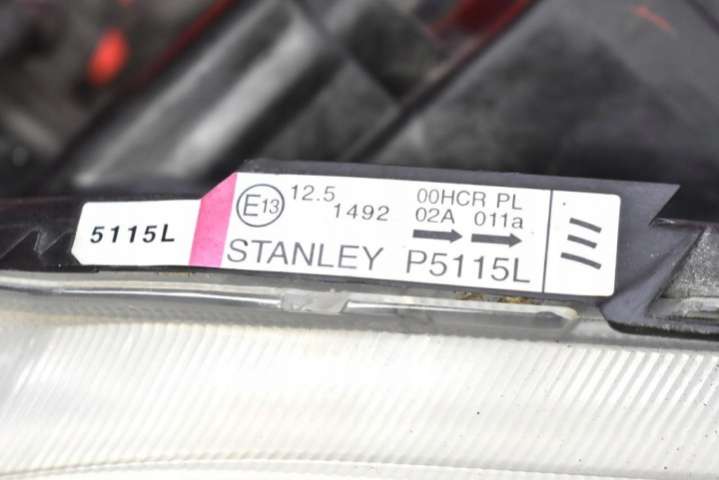 5115L
E13 12.5 1492
00HCR PL
02A 011a
STANLEY P5115L